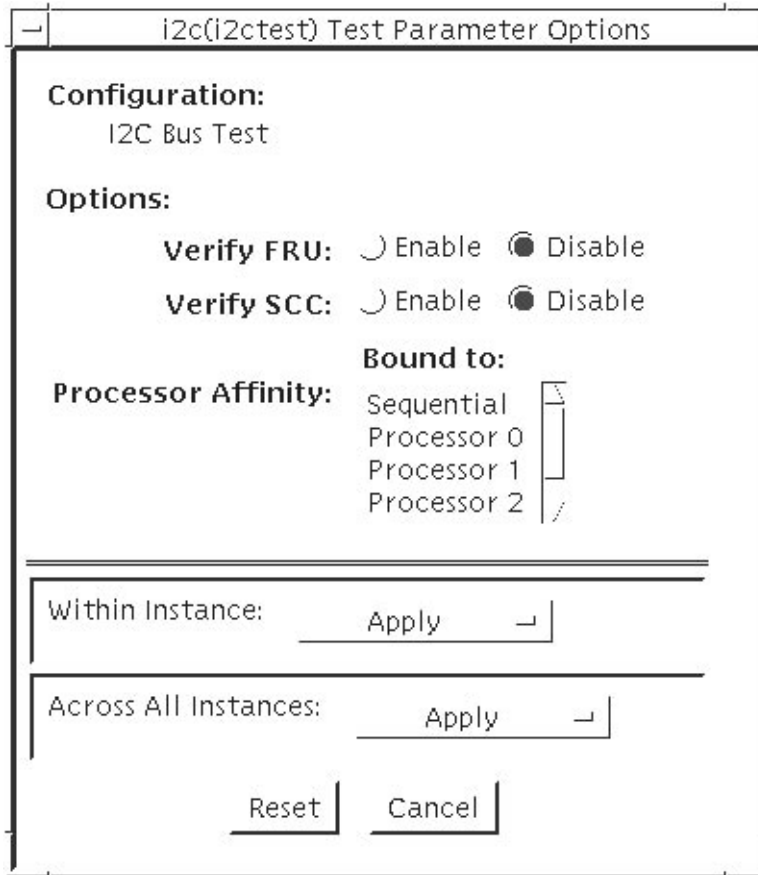 i2c(i2ctest) Test Parameter Options
Configuration:
I2C Bus Test
Options:
Verify FRU: Enable Disable
Verify SCC: Enable Disable
Bound to:
Processor Affinity:
Sequential
Processor 0
Processor 1
Processor 2
Within Instance: Apply
Across All Instances: Apply
Reset Cancel